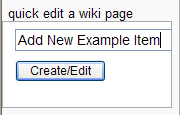 quick edit a wiki page
Add New Example Item
Create/Edit